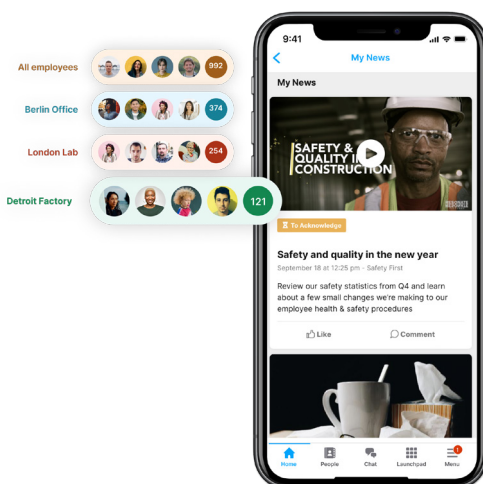 All employees
992
Berlin Office
374
London Lab
254
Detroit Factory
121
9:41
My News
My News
SAFETY &
QUALITY IN
CONSTRUCTION
To Acknowledge
Safety and quality in the new year
September 18 at 12:25 pm - Safety First
Review our safety statistics from Q4 and learn
about a few small changes we're making to our
employee health & safety procedures
Like
Comment
Home
People
Chat
Launchpad
Menu